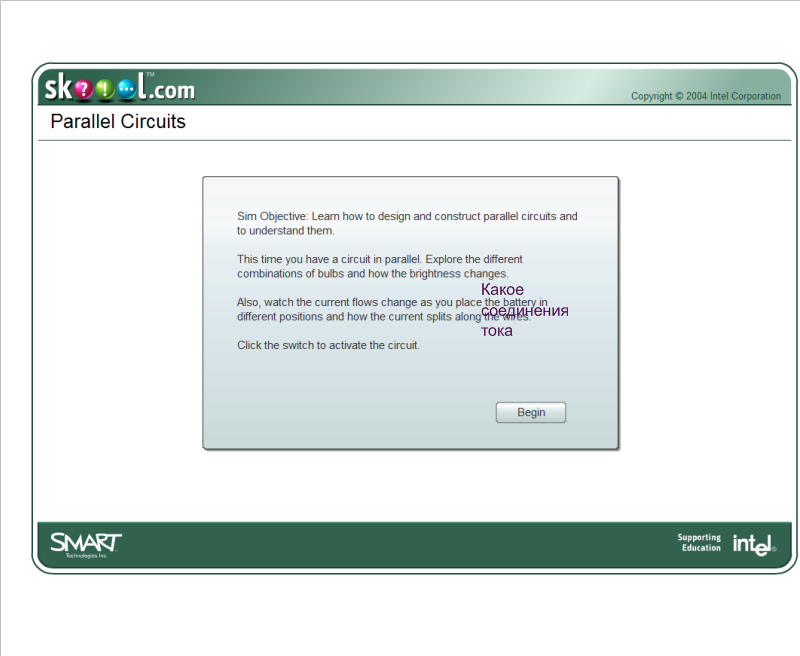 skoool.com™
Copyright © 2004 Intel Corporation
Parallel Circuits
Sim Objective: Learn how to design and construct parallel circuits and
to understand them.
This time you have a circuit in parallel. Explore the different
combinations of bulbs and how the brightness changes.
Also, watch the current flows change as you place the battery in
different positions and how the current splits along the wires.
Click the switch to activate the circuit.
Какое
соединения
тока
Begin
SMART
Technologies Inc.
Supporting
Education
intel®